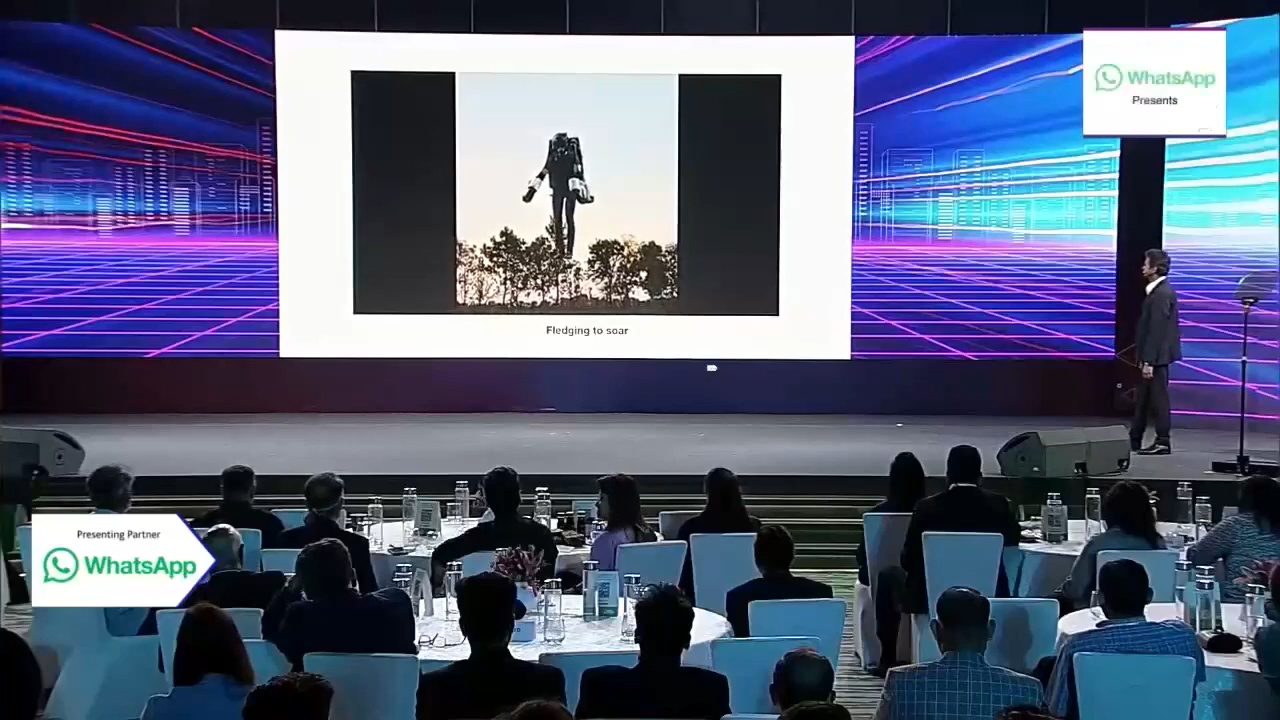 WhatsApp
Presents
Fledging to soar
Presenting Partner
WhatsApp